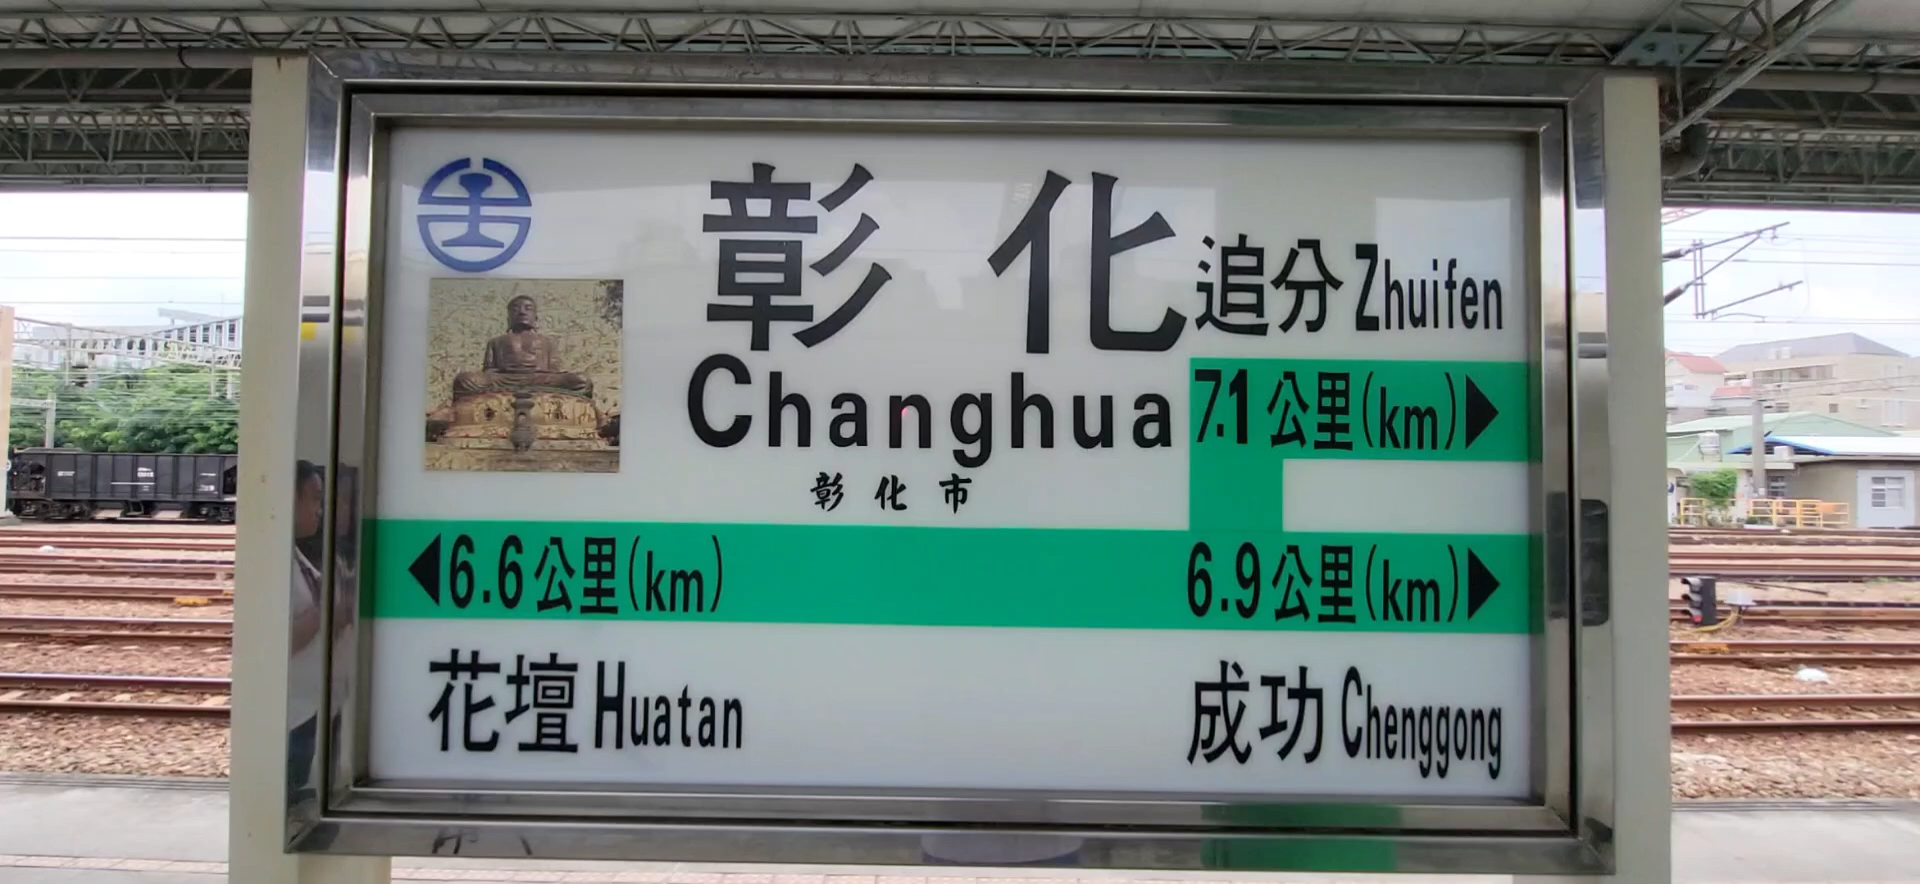 彰化
追分 Zhuifen
Changhua
7.1公里(km)▶
彰化市
◀6.6公里(km)
6.9公里(km)▶
花壇 Huatan
成功 Chenggong